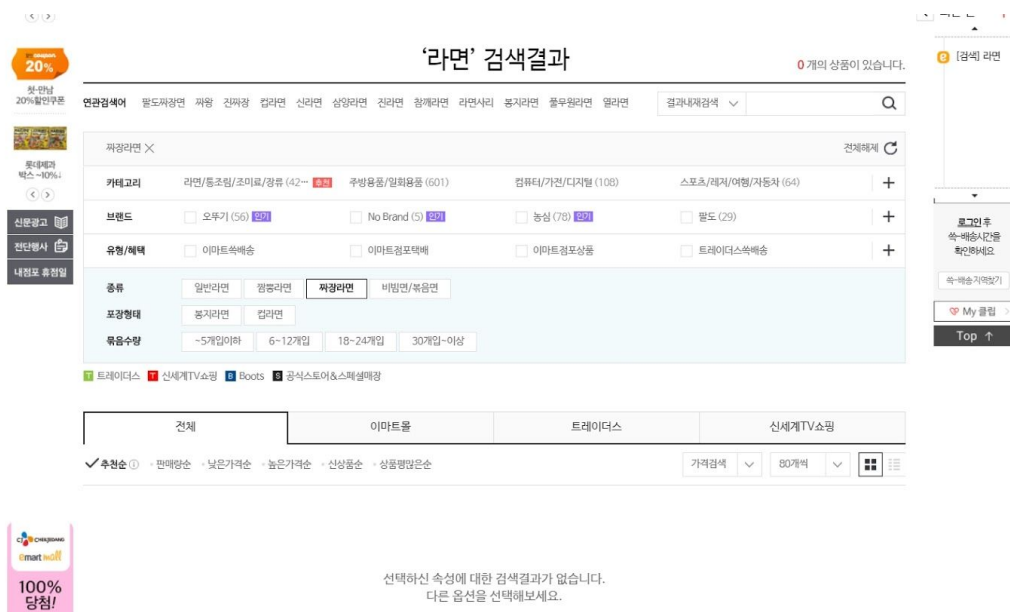 20%
첫만남
20%할인쿠폰
롯데제과
박스 ~10%↓
신문광고
전단행사
내점포 휴점일
‘라면’ 검색결과
0 개의 상품이 있습니다.
연관검색어 팔도짜장면 짜왕 진짜장 컵라면 신라면 삼양라면 진라면 참깨라면 라면사리 봉지라면 풀무원라면 열라면
결과내재검색
짜장라면
전체해제
카테고리 라면/통조림/조미료/장류 (42… 추천 주방용품/일회용품 (601) 컴퓨터/가전/디지털 (108) 스포츠/레저/여행/자동차 (64)
브랜드 오뚜기 (56) 인기 No Brand (5) 인기 농심 (78) 인기 팔도 (29)
유형/혜택 이마트쓱배송 이마트점포택배 이마트점포상품 트레이더스쓱배송
종류 일반라면 짬뽕라면 짜장라면 비빔면/볶음면
포장형태 봉지라면 컵라면
묶음수량 ~5개입이하 6~12개입 18~24개입 30개입~이상
T 트레이더스 T 신세계TV쇼핑 B Boots S 공식스토어&스페셜매장
전체 이마트몰 트레이더스 신세계TV쇼핑
추천순 판매량순 낮은가격순 높은가격순 신상품순 상품평많은순
가격검색 80개씩
선택하신 속성에 대한 검색결과가 없습니다.
다른 옵션을 선택해보세요.
CJ CHEILJEDANG
emart mall
100%
당첨!
[검색] 라면
로그인 후
쓱-배송시간을
확인하세요
쓱-배송 지역찾기
My 클립
Top